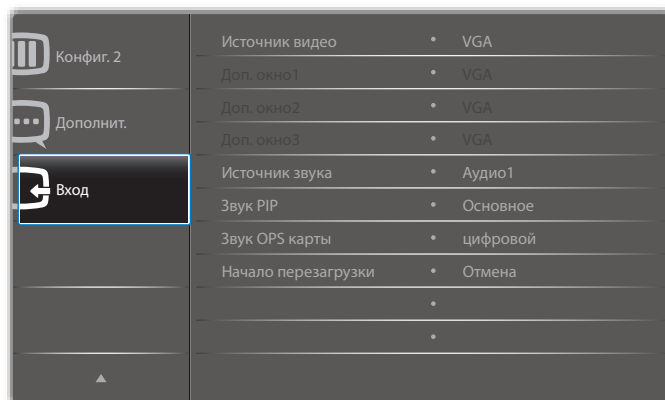 Конфиг. 2
Дополнит.
Вход
Источник видео • VGA
Доп. окно1 • VGA
Доп. окно2 • VGA
Доп. окно3 • VGA
Источник звука • Аудио1
Звук PIP • Основное
Звук OPS карты • цифровой
Начало перезагрузки • Отмена
•
•